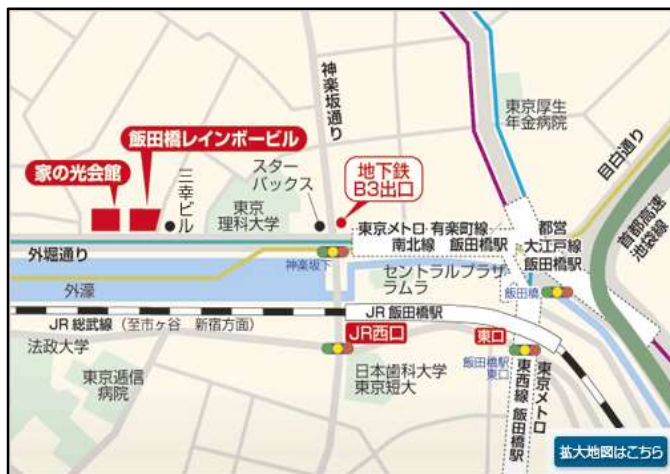 神楽坂通り
東京厚生
年金病院
目白通り
飯田橋レインボービル
家の光会館
三幸ビル
スター
バックス
地下鉄
B3出口
東京
理科大学
首都高速
池袋線
東京メトロ 有楽町線
南北線 飯田橋駅
都営
大江戸線
飯田橋駅
外堀通り
神楽坂下
セントラルプラザ
ラムラ
飯田橋
外濠
JR 飯田橋駅
JR 総武線（至市ヶ谷 新宿方面）
JR西口
東口
法政大学
飯田橋駅
東口
東京逓信
病院
日本歯科大学
東京短大
東京メトロ
東西線 飯田橋駅
拡大地図はこちら